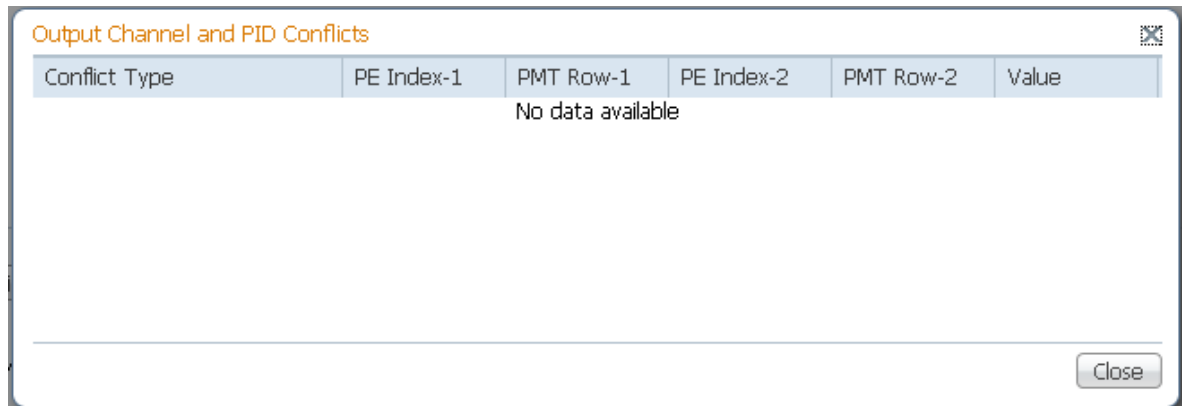 Output Channel and PID Conflicts
Conflict Type PE Index-1 PMT Row-1 PE Index-2 PMT Row-2 Value
No data available
Close